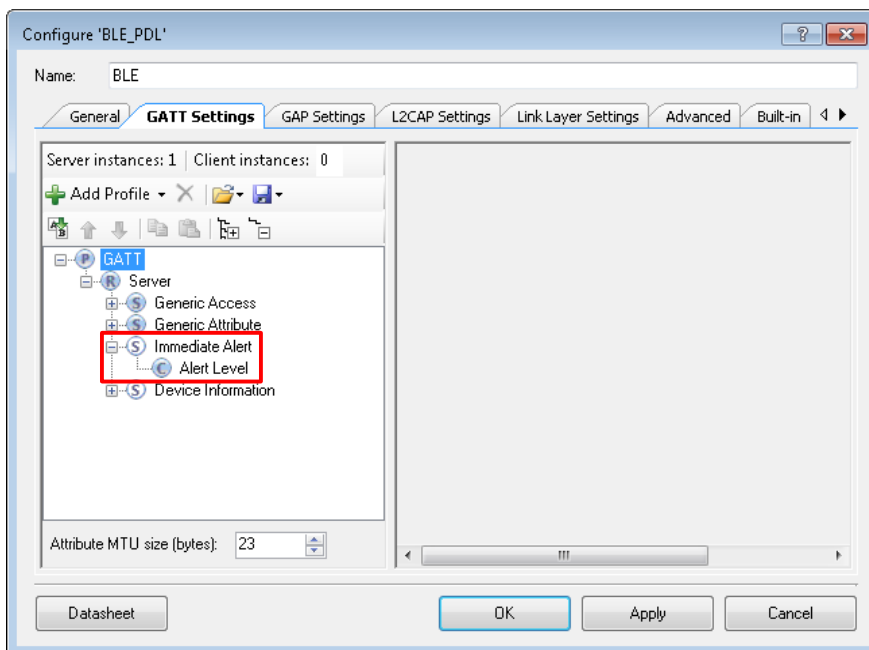 Configure 'BLE_PDL'
Name: BLE
General GATT Settings GAP Settings L2CAP Settings Link Layer Settings Advanced Built-in
Server instances: 1 Client instances: 0
Add Profile
P GATT
R Server
S Generic Access
S Generic Attribute
S Immediate Alert
C Alert Level
S Device Information
Attribute MTU size (bytes): 23
Datasheet OK Apply Cancel